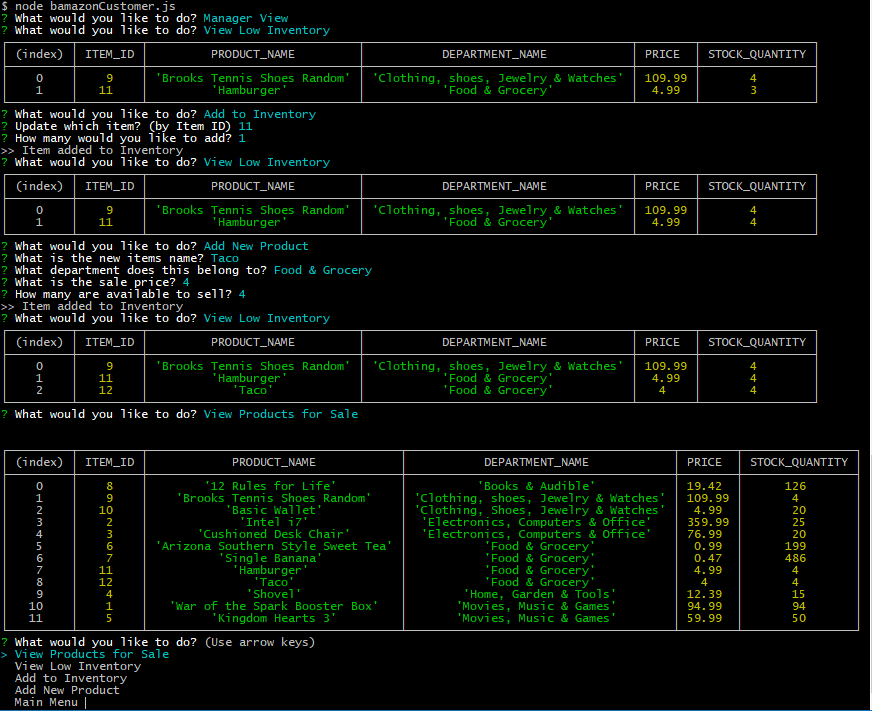 $ node bamazonCustomer.js
? What would you like to do? Manager View
? What would you like to do? View Low Inventory
(index) ITEM_ID PRODUCT_NAME DEPARTMENT_NAME PRICE STOCK_QUANTITY
0 9 'Brooks Tennis Shoes Random' 'Clothing, shoes, Jewelry & Watches' 109.99 4
1 11 'Hamburger' 'Food & Grocery' 4.99 3
? What would you like to do? Add to Inventory
? Update which item? (by Item ID) 11
? How many would you like to add? 1
>> Item added to Inventory
? What would you like to do? View Low Inventory
(index) ITEM_ID PRODUCT_NAME DEPARTMENT_NAME PRICE STOCK_QUANTITY
0 9 'Brooks Tennis Shoes Random' 'Clothing, shoes, Jewelry & Watches' 109.99 4
1 11 'Hamburger' 'Food & Grocery' 4.99 4
? What would you like to do? Add New Product
? What is the new items name? Taco
? What department does this belong to? Food & Grocery
? What is the sale price? 4
? How many are available to sell? 4
>> Item added to Inventory
? What would you like to do? View Low Inventory
(index) ITEM_ID PRODUCT_NAME DEPARTMENT_NAME PRICE STOCK_QUANTITY
0 9 'Brooks Tennis Shoes Random' 'Clothing, shoes, Jewelry & Watches' 109.99 4
1 11 'Hamburger' 'Food & Grocery' 4.99 4
2 12 'Taco' 'Food & Grocery' 4 4
? What would you like to do? View Products for Sale
(index) ITEM_ID PRODUCT_NAME DEPARTMENT_NAME PRICE STOCK_QUANTITY
0 8 '12 Rules for Life' 'Books & Audible' 19.42 126
1 9 'Brooks Tennis Shoes Random' 'Clothing, shoes, Jewelry & Watches' 109.99 4
2 10 'Basic Wallet' 'Clothing, Shoes, Jewelry & Watches' 4.99 20
3 2 'Intel i7' 'Electronics, Computers & Office' 359.99 25
4 3 'Cushioned Desk Chair' 'Electronics, Computers & Office' 76.99 20
5 6 'Arizona Southern Style Sweet Tea' 'Food & Grocery' 0.99 199
6 7 'Single Banana' 'Food & Grocery' 0.47 486
7 11 'Hamburger' 'Food & Grocery' 4.99 4
8 12 'Taco' 'Food & Grocery' 4 4
9 4 'Shovel' 'Home, Garden & Tools' 12.39 15
10 1 'War of the Spark Booster Box' 'Movies, Music & Games' 94.99 94
11 5 'Kingdom Hearts 3' 'Movies, Music & Games' 59.99 50
? What would you like to do? (Use arrow keys)
> View Products for Sale
View Low Inventory
Add to Inventory
Add New Product
Main Menu